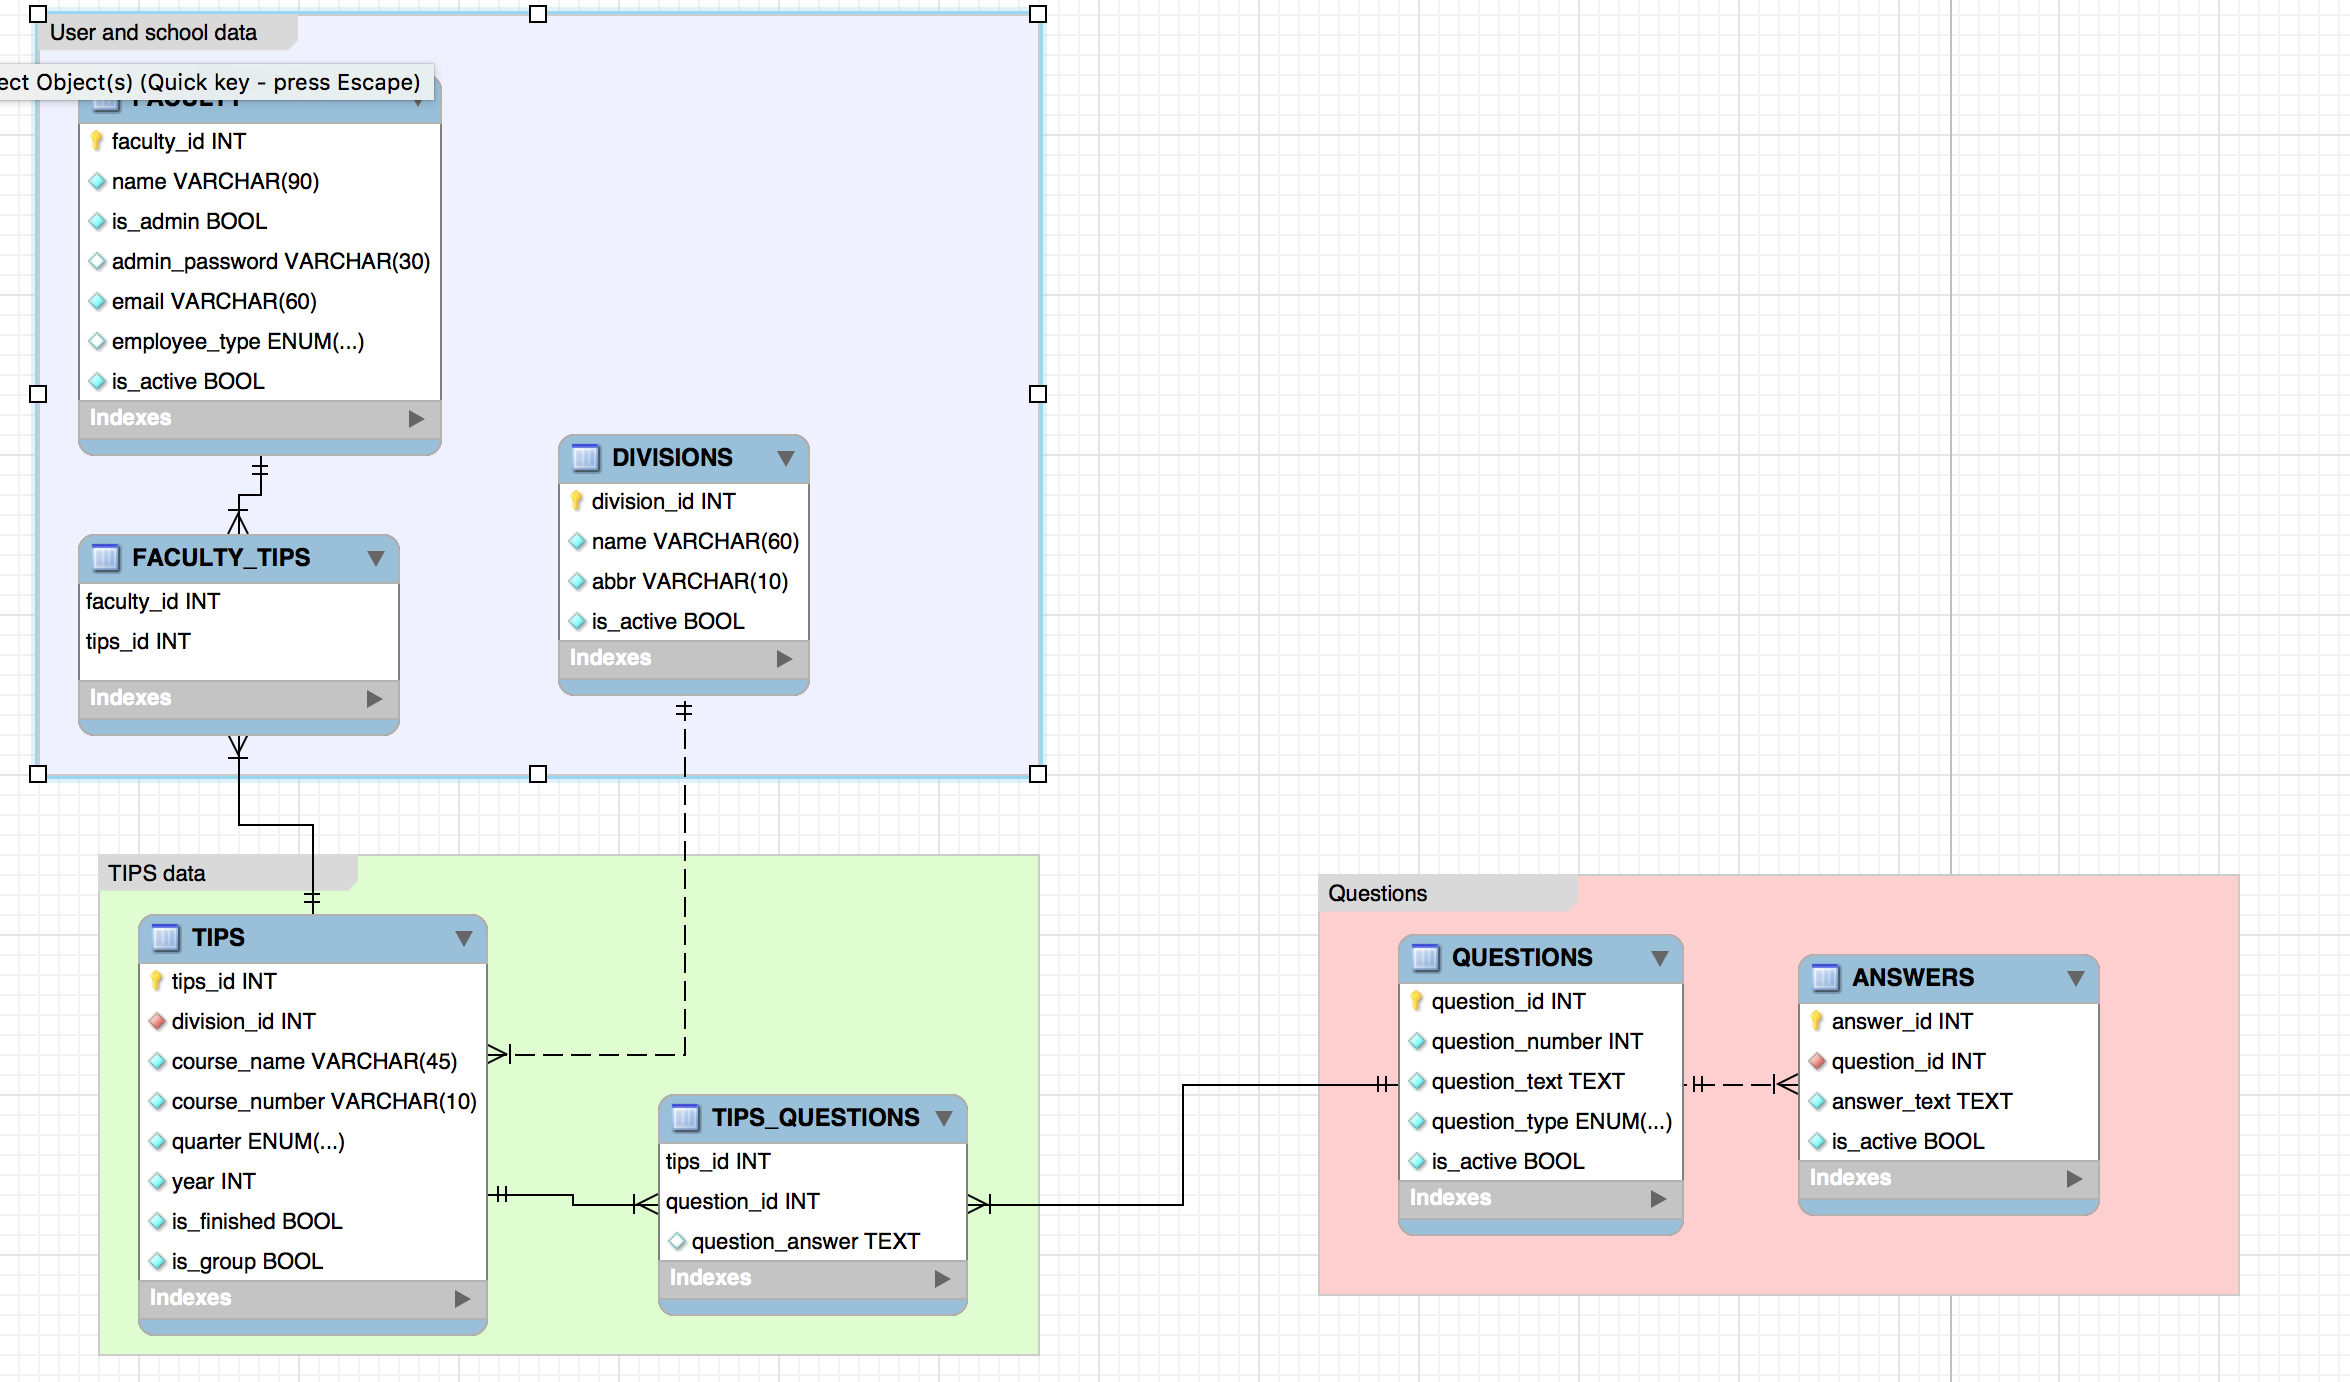 User and school data
ect Object(s) (Quick key - press Escape)
FACULTY
faculty_id INT
name VARCHAR(90)
is_admin BOOL
admin_password VARCHAR(30)
email VARCHAR(60)
employee_type ENUM(...)
is_active BOOL
Indexes
DIVISIONS
division_id INT
name VARCHAR(60)
abbr VARCHAR(10)
is_active BOOL
Indexes
FACULTY_TIPS
faculty_id INT
tips_id INT
Indexes
TIPS data
TIPS
tips_id INT
division_id INT
course_name VARCHAR(45)
course_number VARCHAR(10)
quarter ENUM(...)
year INT
is_finished BOOL
is_group BOOL
Indexes
TIPS_QUESTIONS
tips_id INT
question_id INT
question_answer TEXT
Indexes
Questions
QUESTIONS
question_id INT
question_number INT
question_text TEXT
question_type ENUM(...)
is_active BOOL
Indexes
ANSWERS
answer_id INT
question_id INT
answer_text TEXT
is_active BOOL
Indexes